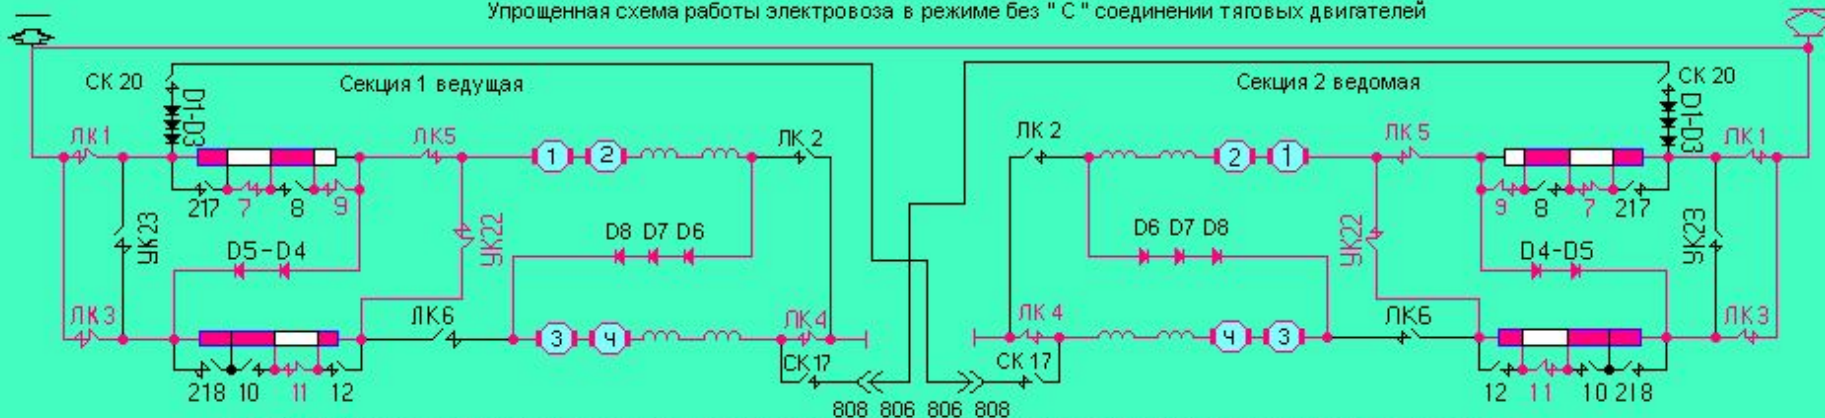 Упрощенная схема работы электровоза в режиме без " С " соединении тяговых двигателей
СК 20 Секция 1 ведущая Секция 2 ведомая СК 20
D1-D3 D1-D3
ЛК1 ЛК5 ЛК 2 ЛК 2 ЛК 5 ЛК1
1 2 2 1
217 7 8 9 9 8 7 217
УК23 УК22 УК22 УК23
D5-D4 D8 D7 D6 D6 D7 D8 D4-D5
ЛК3 ЛК6 ЛК4 ЛК 4 ЛК6 ЛК3
3 4 4 3
СК17 СК 17
218 10 11 12 12 11 10 218
808 806 806 808